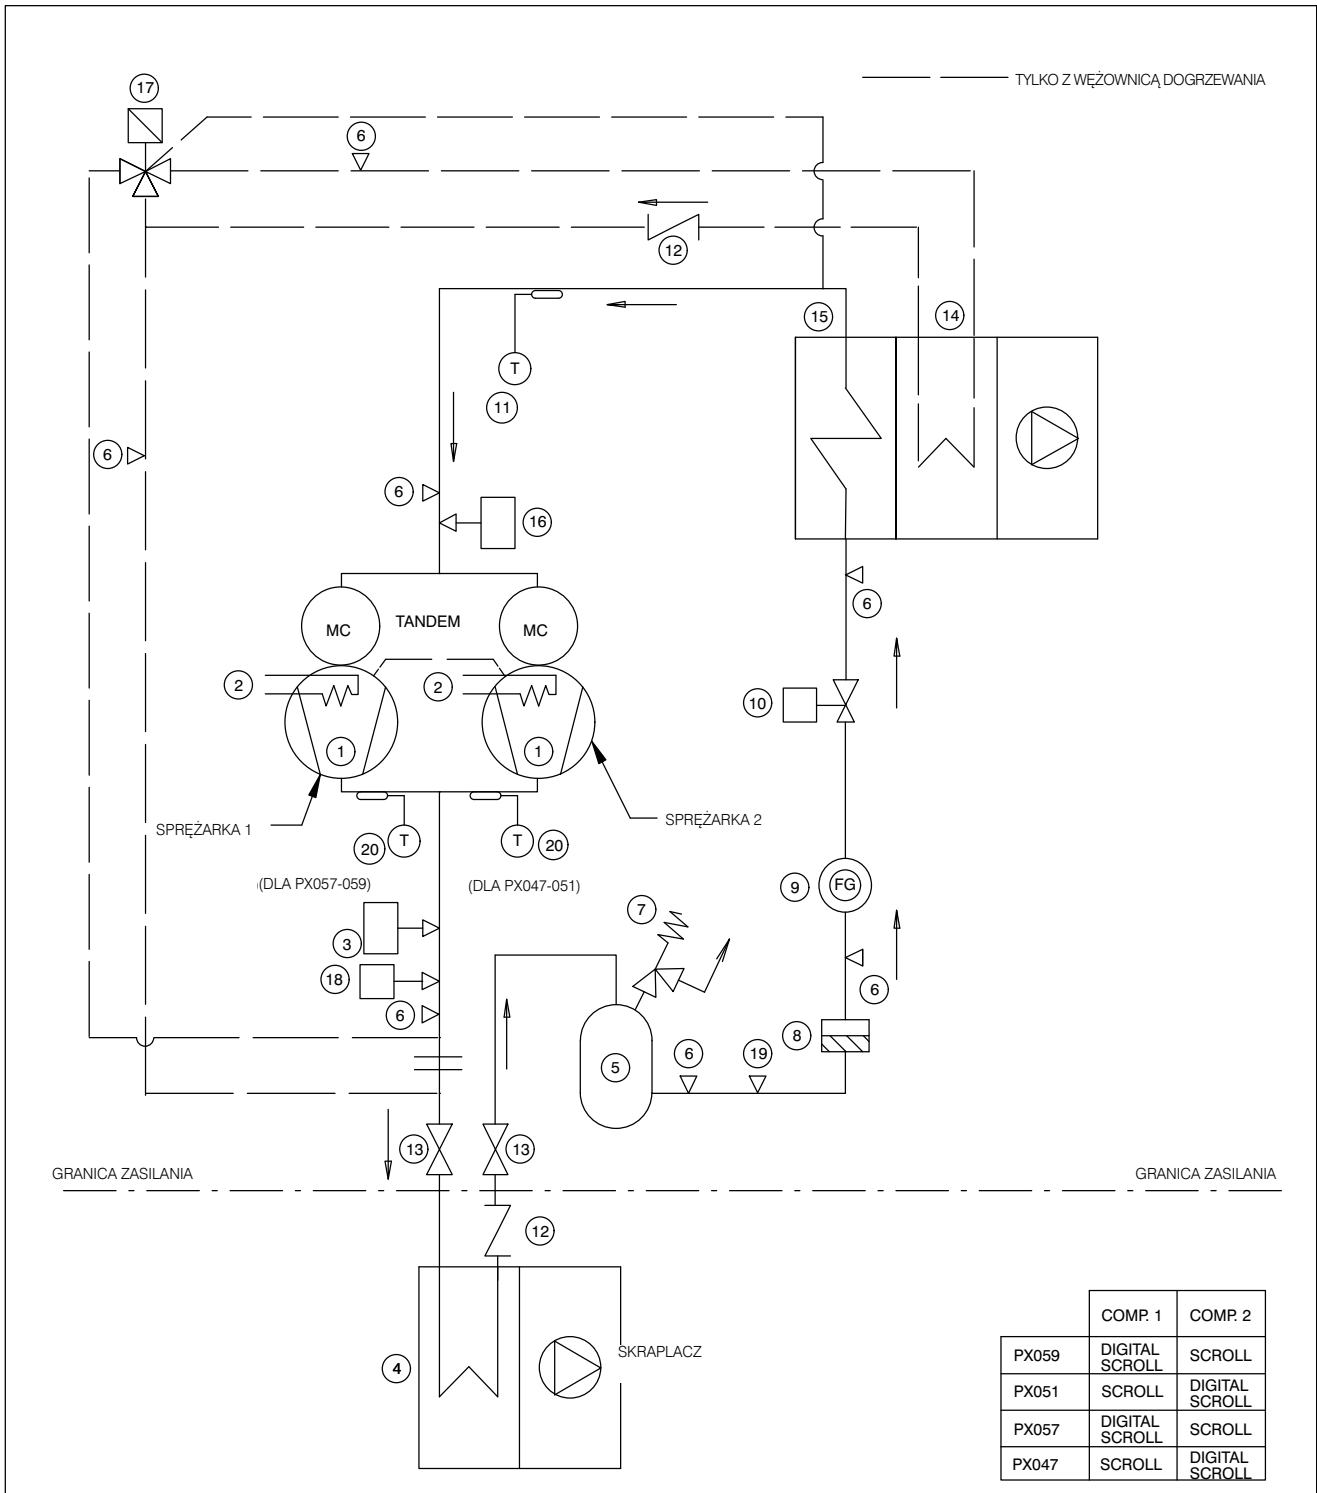 17
TYLKO Z WĘŻOWNICĄ DOGRZEWANIA
6
12
15
14
T
11
6
6
16
MC
TANDEM
MC
6
2
2
10
1
1
SPRĘŻARKA 1
SPRĘŻARKA 2
20
T
T
20
(DLA PX057-059)
(DLA PX047-051)
9
FG
7
3
18
6
6
8
5
6
19
13
13
GRANICA ZASILANIA
GRANICA ZASILANIA
12
SKRAPLACZ
4
COMP. 1 COMP. 2
PX059 DIGITAL SCROLL SCROLL
PX051 SCROLL DIGITAL SCROLL
PX057 DIGITAL SCROLL SCROLL
PX047 SCROLL DIGITAL SCROLL